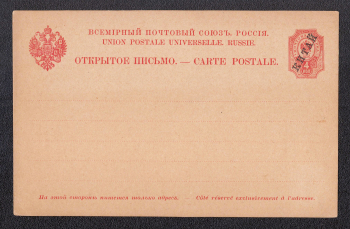 ВСЕМІРНЫЙ ПОЧТОВЫЙ СОЮЗЪ. РОССІЯ.
UNION POSTALE UNIVERSELLE. RUSSIE.
ОТКРЫТОЕ ПИСЬМО. — CARTE POSTALE.
КИТАЙ
На этой сторонѣ пишется только адресъ. Côté réservé exclusivement à l'adresse.